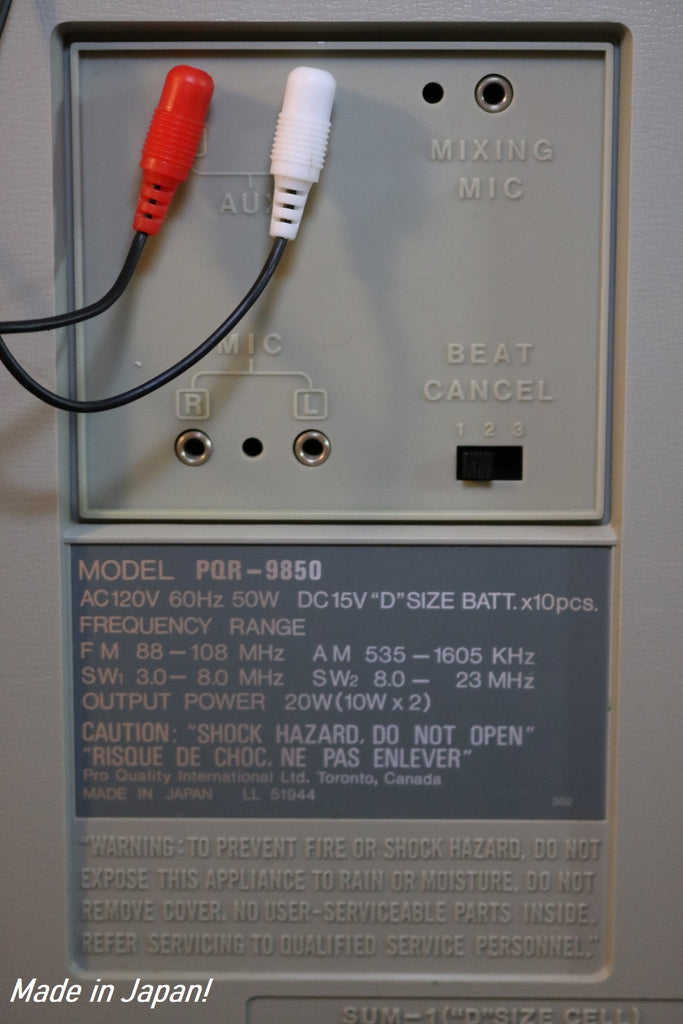 MIXING
MIC
MIC
R L
BEAT
CANCEL
1 2 3
MODEL PQR-9850
AC120V 60Hz 50W DC15V "D" SIZE BATT. x10pcs.
FREQUENCY RANGE
FM 88-108 MHz AM 535-1605 KHz
SW1 3.0-8.0 MHz SW2 8.0- 23 MHz
OUTPUT POWER 20W (10W x 2)
CAUTION: "SHOCK HAZARD, DO NOT OPEN"
"RISQUE DE CHOC, NE PAS ENLEVER"
Pro Quality International Ltd. Toronto, Canada
MADE IN JAPAN LL 51944
352
"WARNING: TO PREVENT FIRE OR SHOCK HAZARD, DO NOT
EXPOSE THIS APPLIANCE TO RAIN OR MOISTURE, DO NOT
REMOVE COVER. NO USER-SERVICEABLE PARTS INSIDE.
REFER SERVICING TO QUALIFIED SERVICE PERSONNEL."
Made in Japan!
SUM-1("D"SIZE CELL)